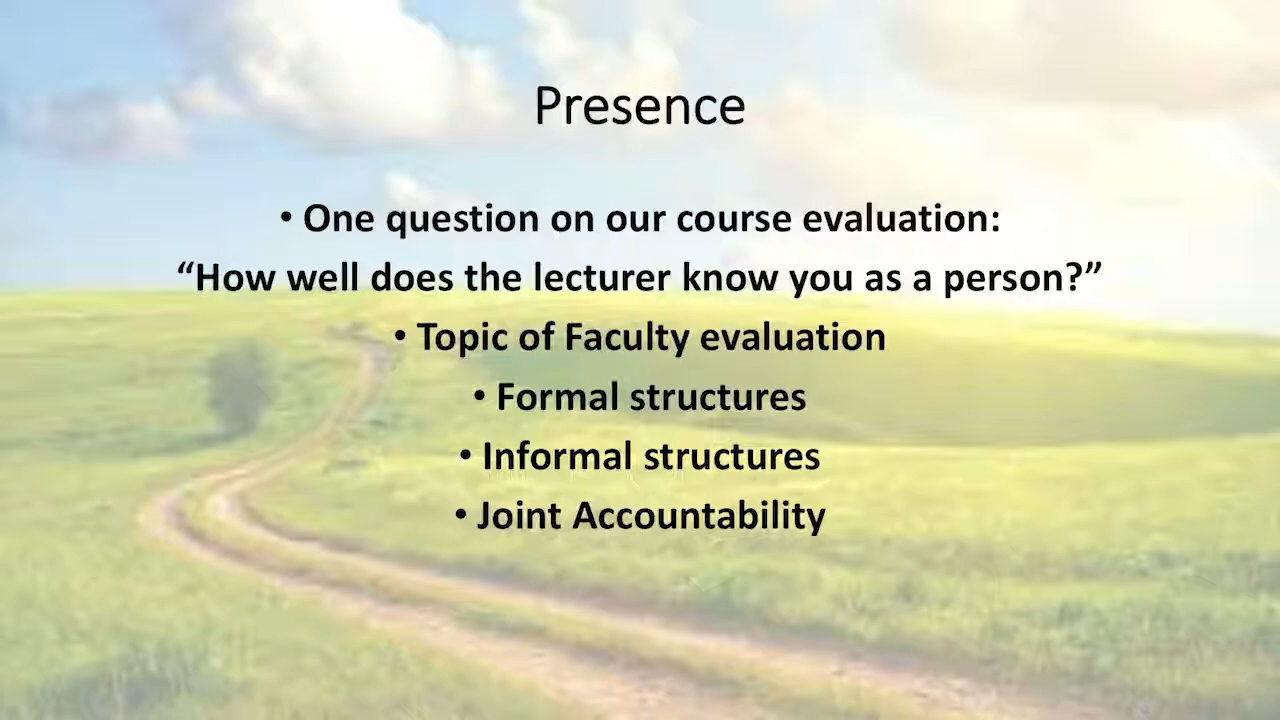 Presence
• One question on our course evaluation:
“How well does the lecturer know you as a person?”
• Topic of Faculty evaluation
• Formal structures
• Informal structures
• Joint Accountability